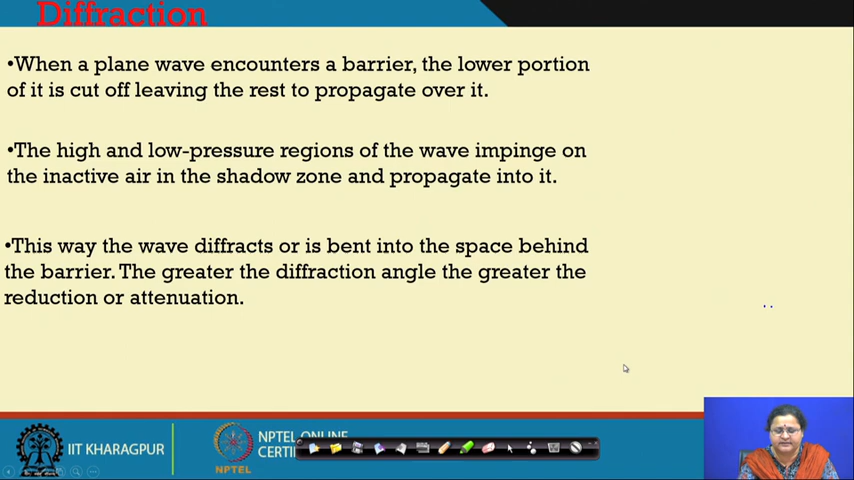 Diffraction
•When a plane wave encounters a barrier, the lower portion
of it is cut off leaving the rest to propagate over it.
•The high and low-pressure regions of the wave impinge on
the inactive air in the shadow zone and propagate into it.
•This way the wave diffracts or is bent into the space behind
the barrier. The greater the diffraction angle the greater the
reduction or attenuation.
IIT KHARAGPUR
NPTEL
NPTEL ONLINE